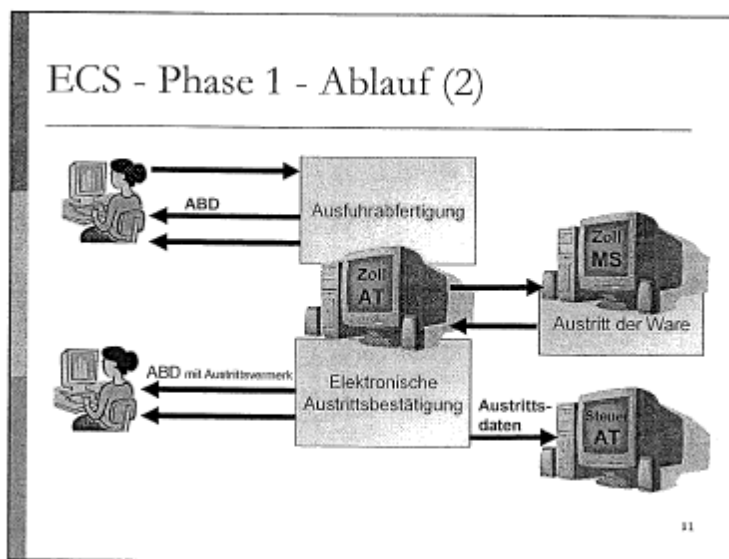 ECS - Phase 1 - Ablauf (2)
ABD
Ausfuhrabfertigung
Zoll
MS
Zoll
AT
Austritt der Ware
ABD mit Austrittsvermerk
Elektronische
Austrittsbestätigung
Austritts-
daten
Steuer
AT
11